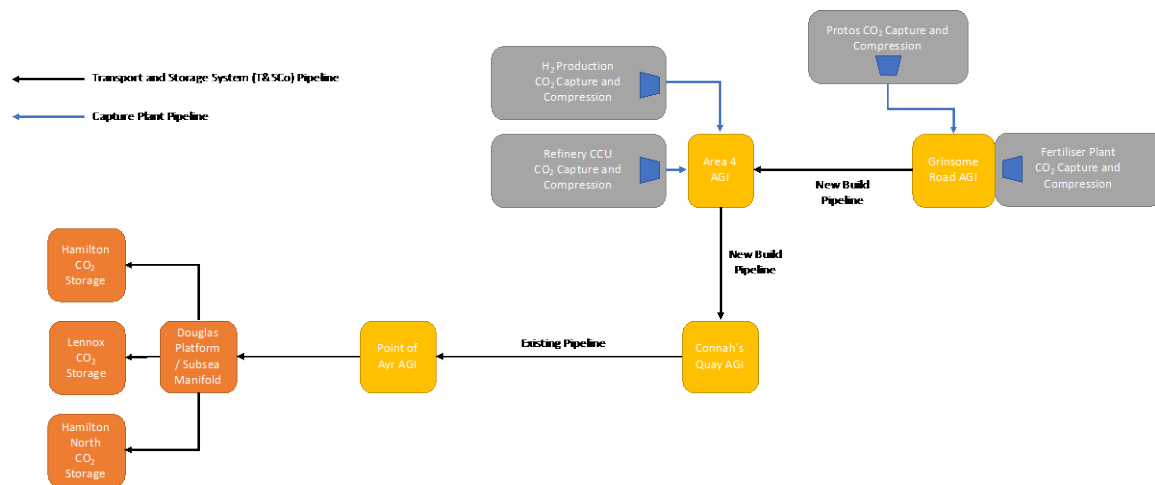 Protos CO₂ Capture and
Compression
H₂ Production
CO₂ Capture and
Compression
Transport and Storage System (T&SCo) Pipeline
Capture Plant Pipeline
Refinery CCU
CO₂ Capture and
Compression
Area 4
AGI
New Build
Pipeline
Grinsome
Road AGI
Fertiliser Plant
CO₂ Capture and
Compression
New Build
Pipeline
Hamilton
CO₂
Storage
Lennox
CO₂
Storage
Hamilton
North
CO₂
Storage
Douglas
Platform
/ Subsea
Manifold
Point of
Ayr AGI
Existing Pipeline
Connah's
Quay AGI